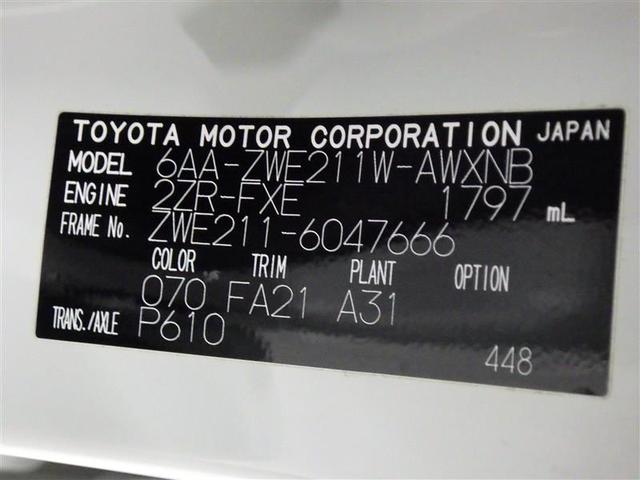 TOYOTA MOTOR CORPORATION JAPAN
MODEL 6AA-ZWE211W-AWXNB
ENGINE 2ZR-FXE 1797 mL
FRAME No. ZWE211-6047666
COLOR TRIM PLANT OPTION
070 FA21 A31
TRANS./AXLE P610
448